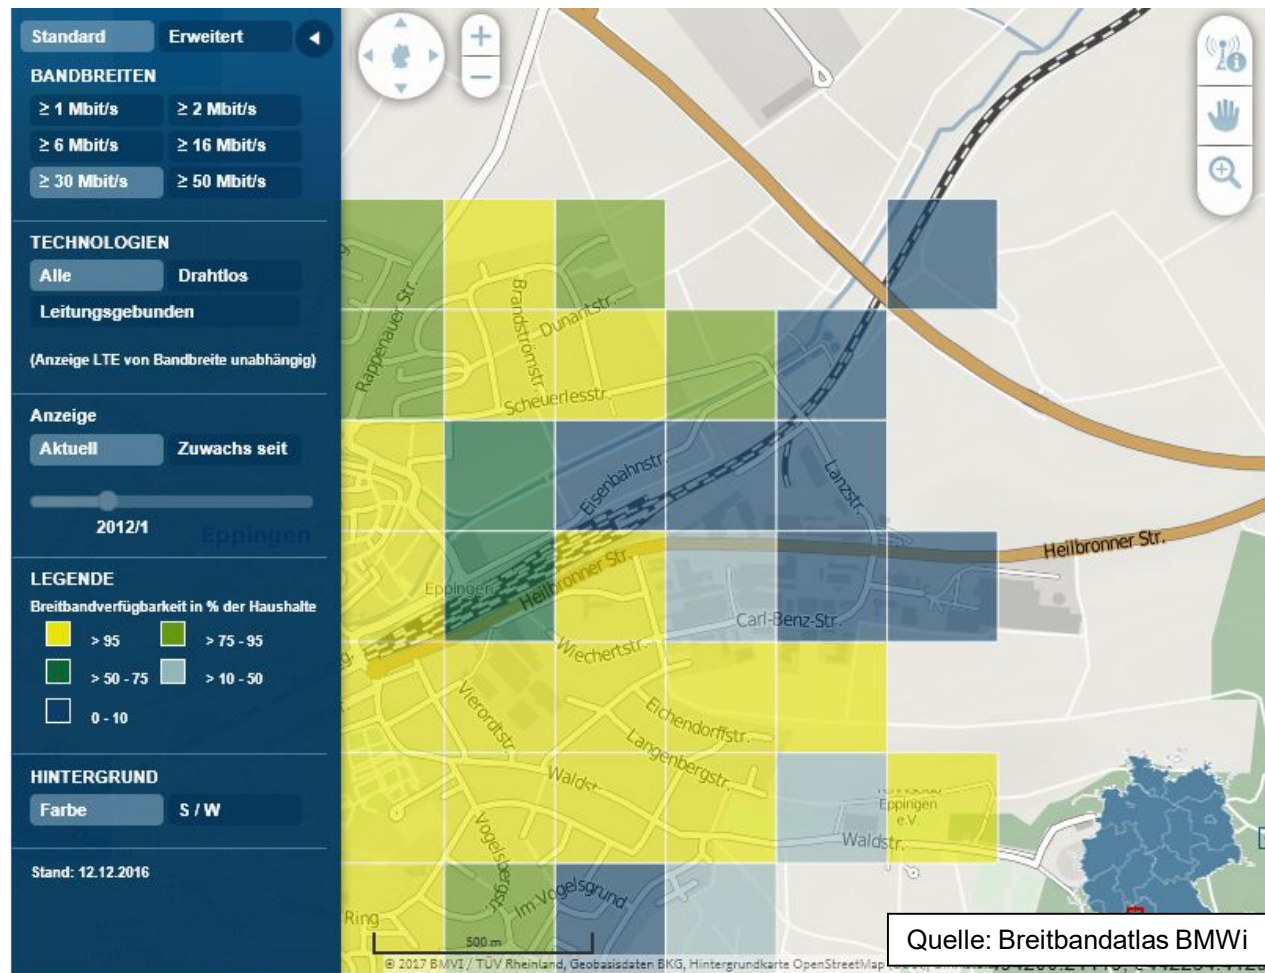 Standard Erweitert
BANDBREITEN
≥ 1 Mbit/s ≥ 2 Mbit/s
≥ 6 Mbit/s ≥ 16 Mbit/s
≥ 30 Mbit/s ≥ 50 Mbit/s
TECHNOLOGIEN
Alle Drahtlos
Leitungsgebunden
(Anzeige LTE von Bandbreite unabhängig)
Anzeige
Aktuell Zuwachs seit
2012/1
Eppingen
LEGENDE
Breitbandverfügbarkeit in % der Haushalte
> 95 > 75 - 95
> 50 - 75 > 10 - 50
0 - 10
HINTERGRUND
Farbe S / W
Stand: 12.12.2016
Rappenauer Str.
Brandströmstr.
Dunantstr.
Scheuerlesstr.
Eisenbahnstr.
Lanzstr.
Heilbronner Str.
Heilbronner Str.
Eppingen
Carl-Benz-Str.
Wiechertstr.
Vierordtstr.
Eichendorffstr.
Langenbergstr.
Waldst
Eppingen
e.V.
Waldstr.
Vogelsbergstr.
Im Vogelsgrund
Ring
500 m
© 2017 BMVI / TÜV Rheinland, Geobasisdaten BKG, Hintergrundkarte OpenStreetMap
Quelle: Breitbandatlas BMWi